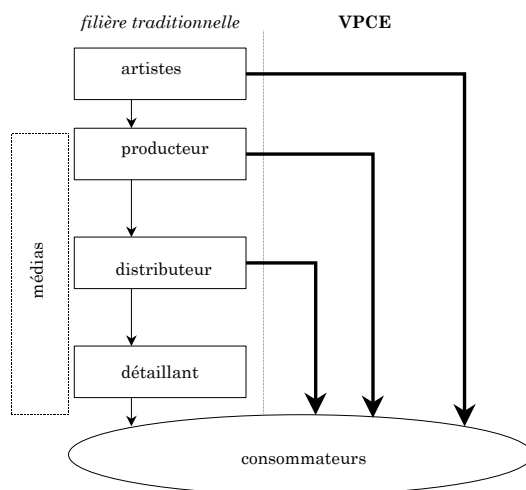 filière traditionnelle
VPCE
artistes
producteur
médias
distributeur
détaillant
consommateurs